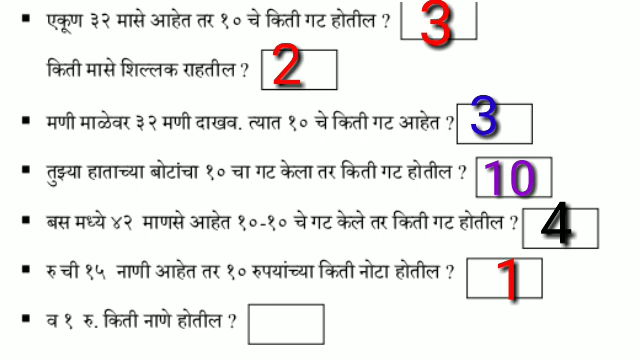 ▪ एकूण ३२ मासे आहेत तर १० चे किती गट होतील ? 3
किती मासे शिल्लक राहतील ? 2
▪ मणी माळेवर ३२ मणी दाखव. त्यात १० चे किती गट आहेत ? 3
▪ तुझ्या हाताच्या बोटांचा १० चा गट केला तर किती गट होतील ? 10
▪ बस मध्ये ४२ माणसे आहेत १०-१० चे गट केले तर किती गट होतील ? 4
▪ रु ची १५ नाणी आहेत तर १० रुपयांच्या किती नोटा होतील ? 1
▪ व १ रु. किती नाणे होतील ?